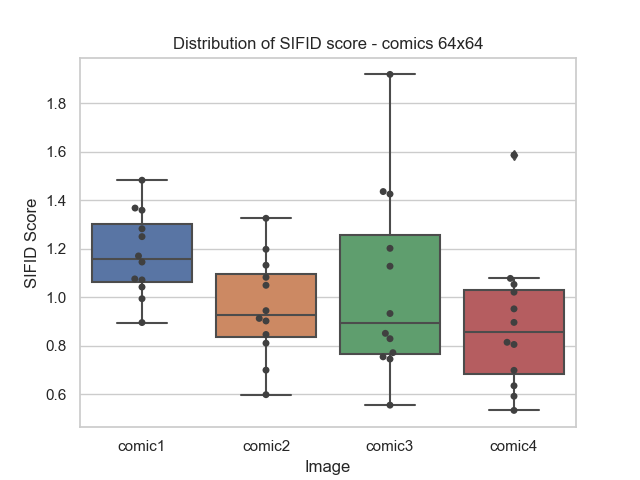 Distribution of SIFID score - comics 64x64
SIFID Score
1.8
1.6
1.4
1.2
1.0
0.8
0.6
comic1 comic2 comic3 comic4
Image